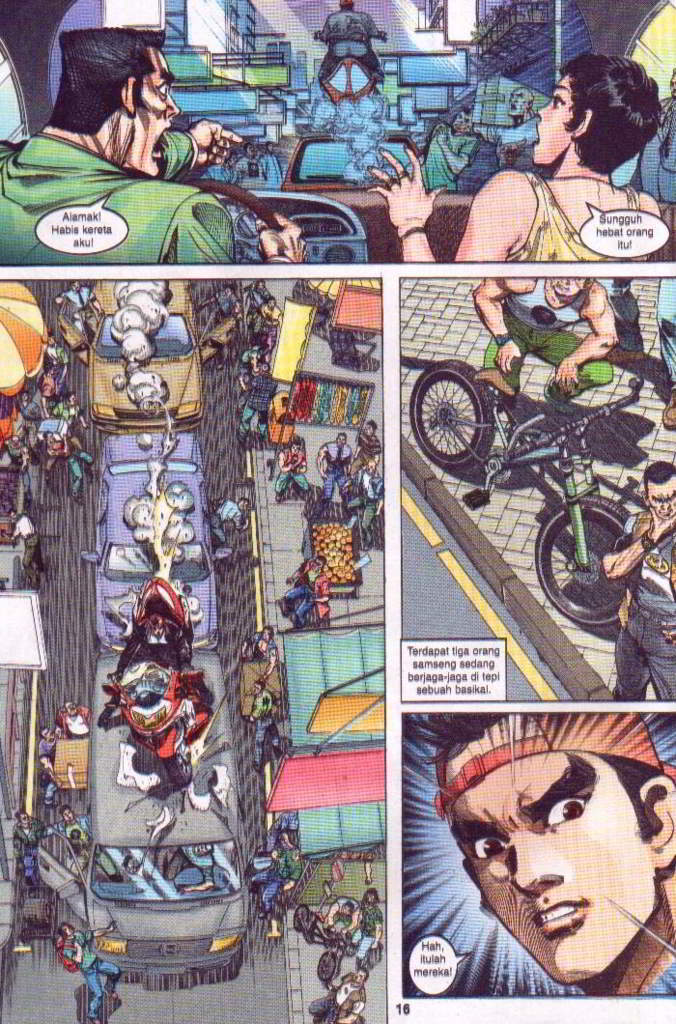 Alamak!
Habis kereta
aku!
Sungguh
hebat orang
itu!
Terdapat tiga orang
samseng sedang
berjaga-jaga di tepi
sebuah basikal.
Hah,
itulah
mereka!
16